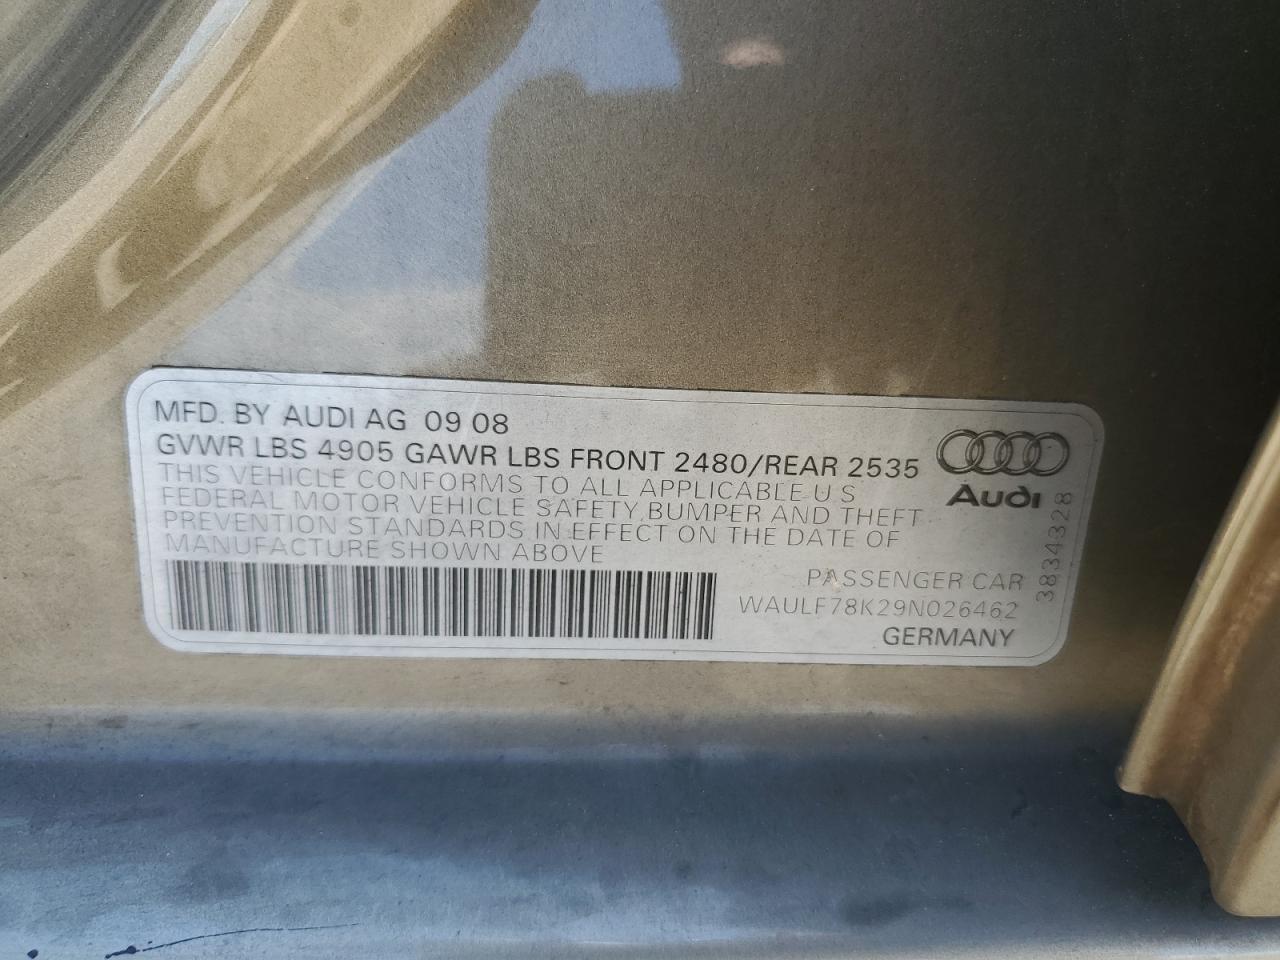 MFD. BY AUDI AG 09 08
GVWR LBS 4905 GAWR LBS FRONT 2480/REAR 2535
THIS VEHICLE CONFORMS TO ALL APPLICABLE U S
FEDERAL MOTOR VEHICLE SAFETY, BUMPER AND THEFT
PREVENTION STANDARDS IN EFFECT ON THE DATE OF
MANUFACTURE SHOWN ABOVE
Audi
3834328
PASSENGER CAR
WAULF78K29N026462
GERMANY